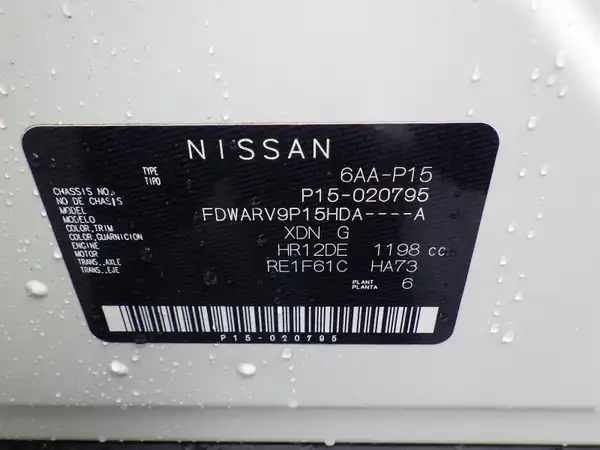 NISSAN
TYPE
TIPO
6AA-P15
CHASSIS NO.
NO DE CHASIS
P15-020795
MODEL
MODELO
FDWARV9P15HDA----A
COLOR,TRIM
COLOR,GUARNICION
XDN G
ENGINE
MOTOR
HR12DE 1198 cc
TRANS.,AXLE
TRANS.,EJE
RE1F61C HA73
PLANT
PLANTA
6
P15-020795